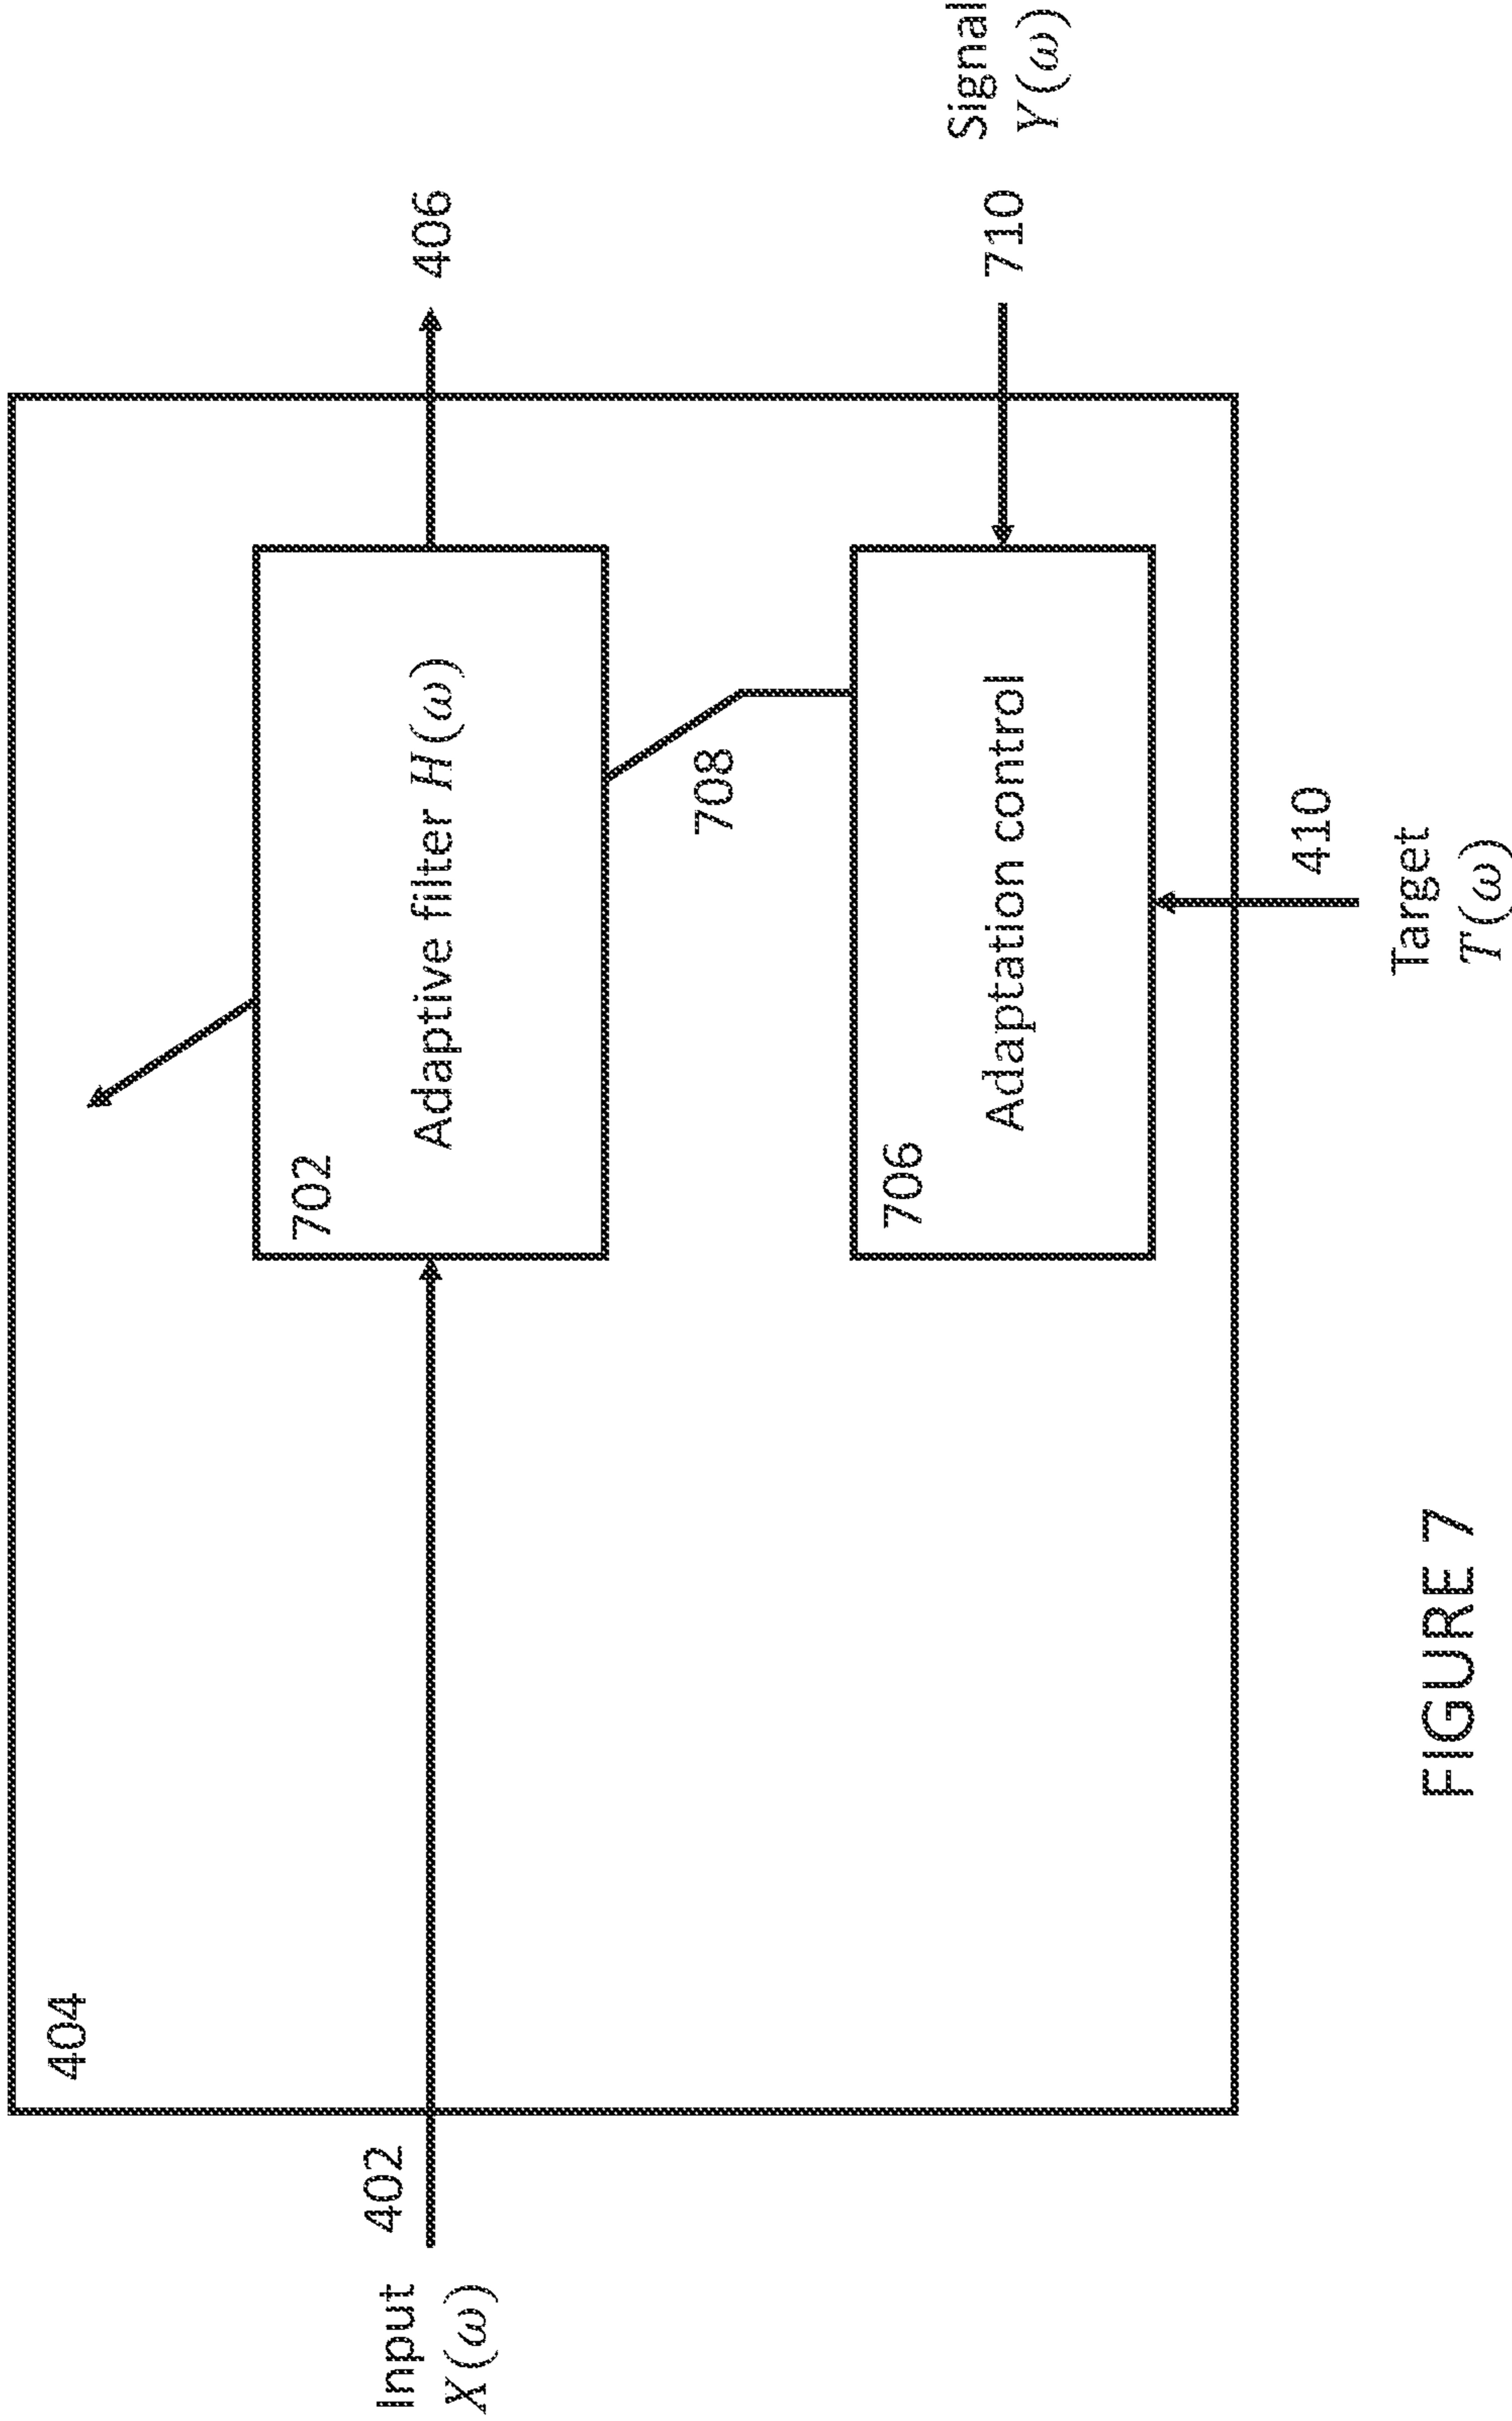 404
402
Input
X(ω)
702
Adaptive filter H(ω)
406
708
706
Adaptation control
710
Signal
Y(ω)
410
Target
T(ω)
FIGURE 7